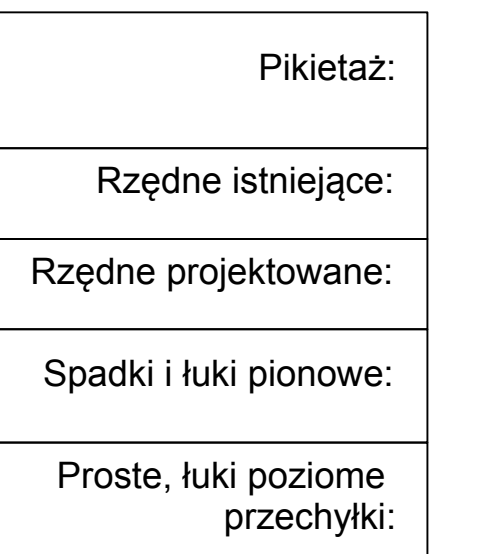 Pikietaż:
Rzędne istniejące:
Rzędne projektowane:
Spadki i łuki pionowe:
Proste, łuki poziome
przechyłki: